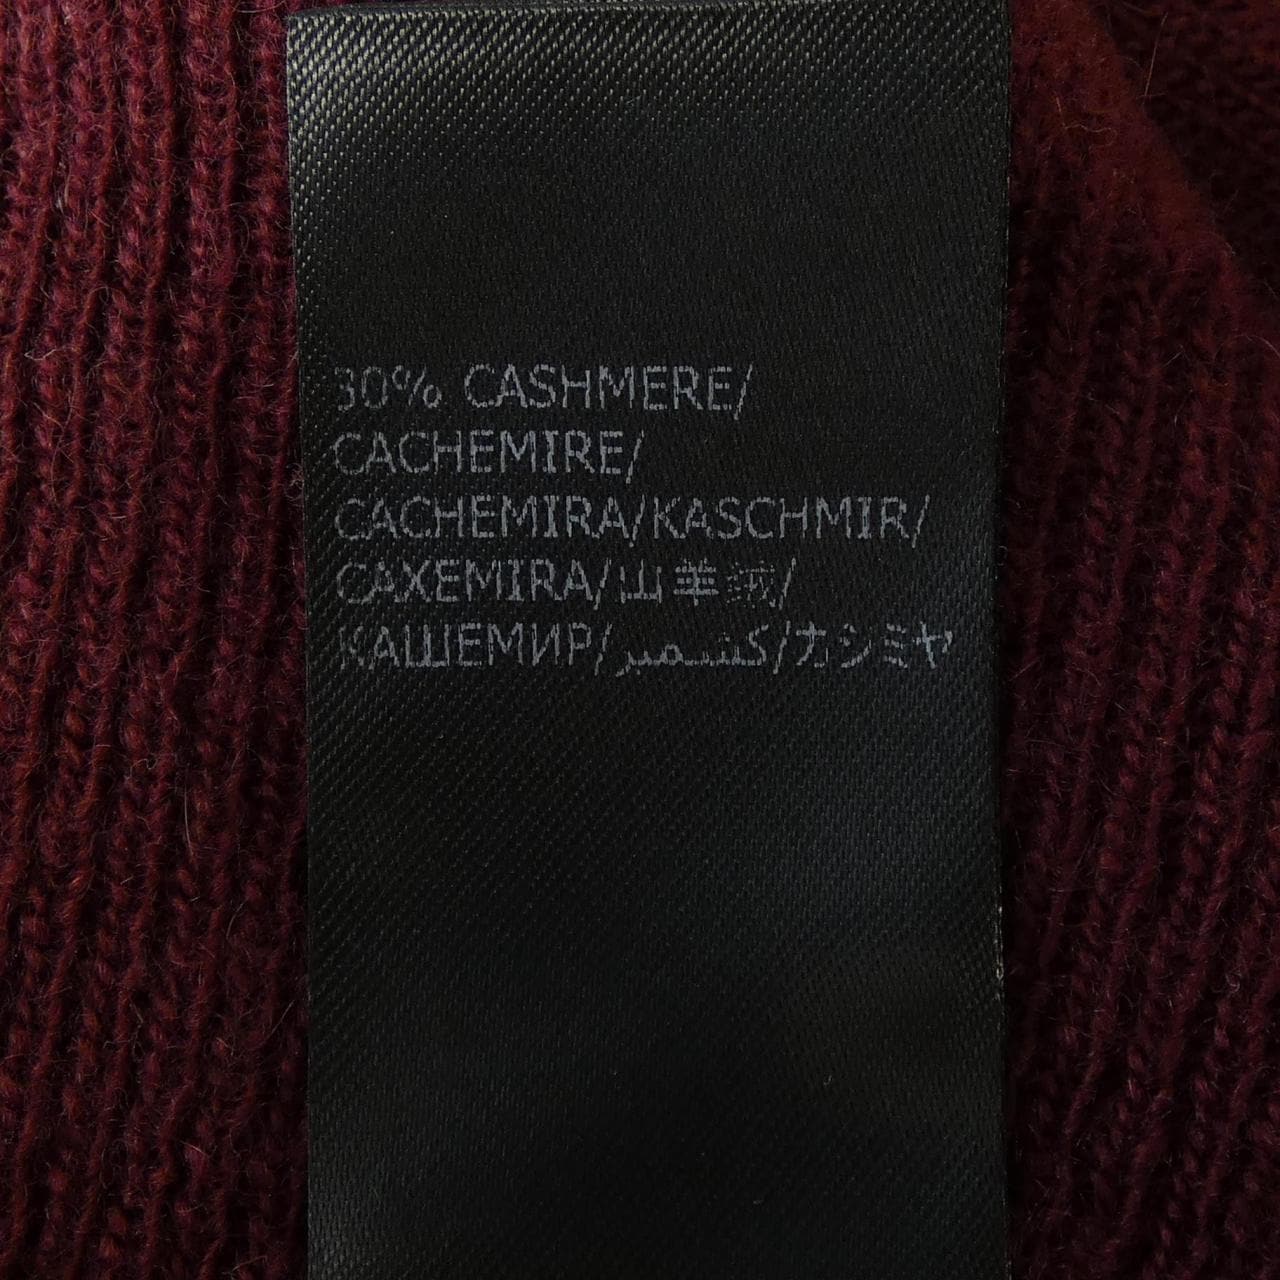 30% CASHMERE/
CACHEMIRE/
CACHEMIRA/KASCHMIR/
CAXEMIRA/山羊绒/
КАШЕМИР/كشمير/カシミヤ